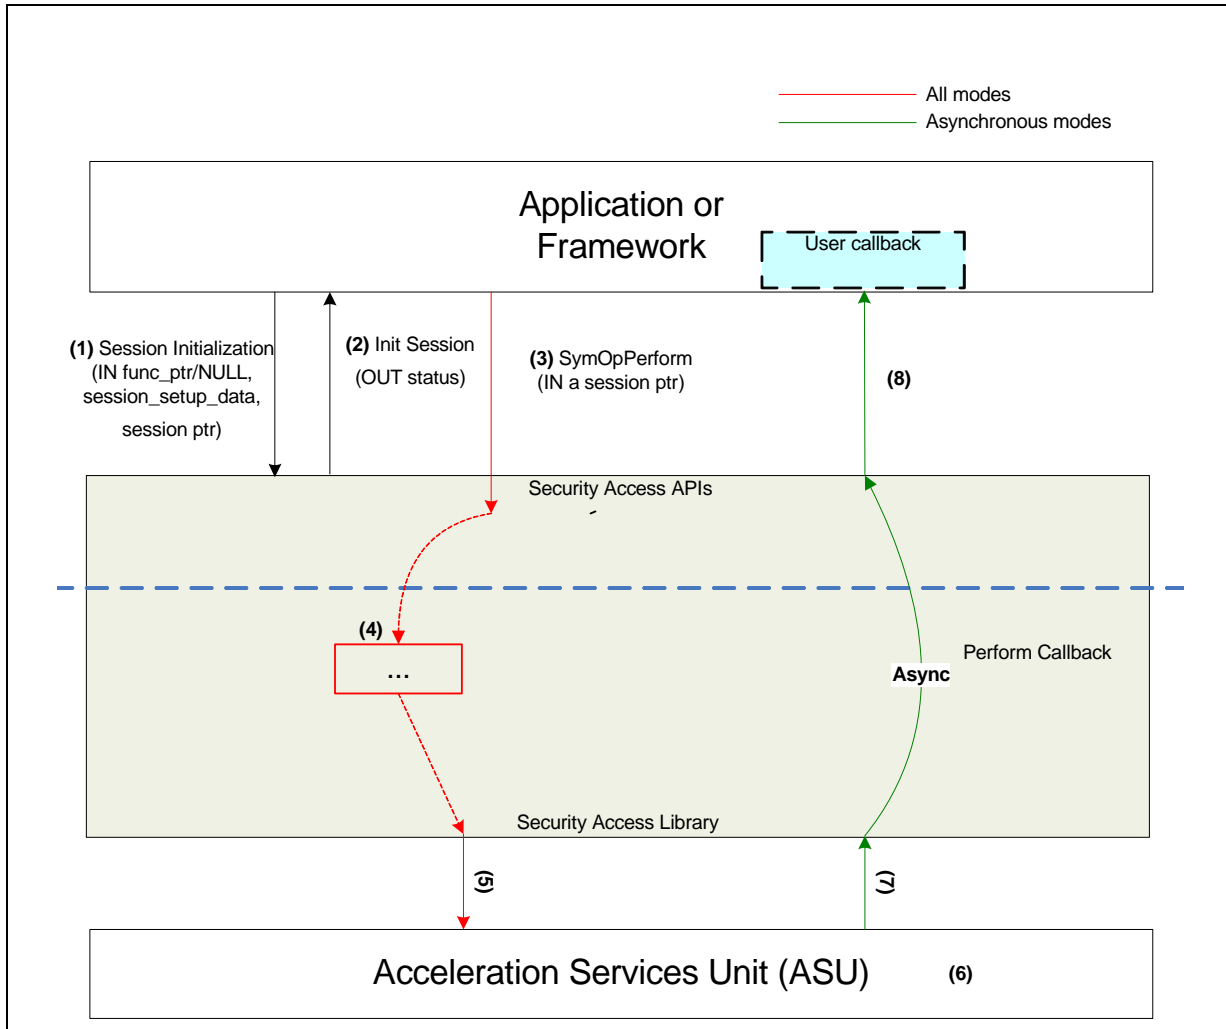 All modes
Asynchronous modes
Application or
Framework
User callback
(1) Session Initialization
(IN func_ptr/NULL,
session_setup_data,
session ptr)
(2) Init Session
(OUT status)
(3) SymOpPerform
(IN a session ptr)
(8)
Security Access APIs
-
(4)
...
Perform Callback
Async
Security Access Library
(5)
(7)
Acceleration Services Unit (ASU)
(6)